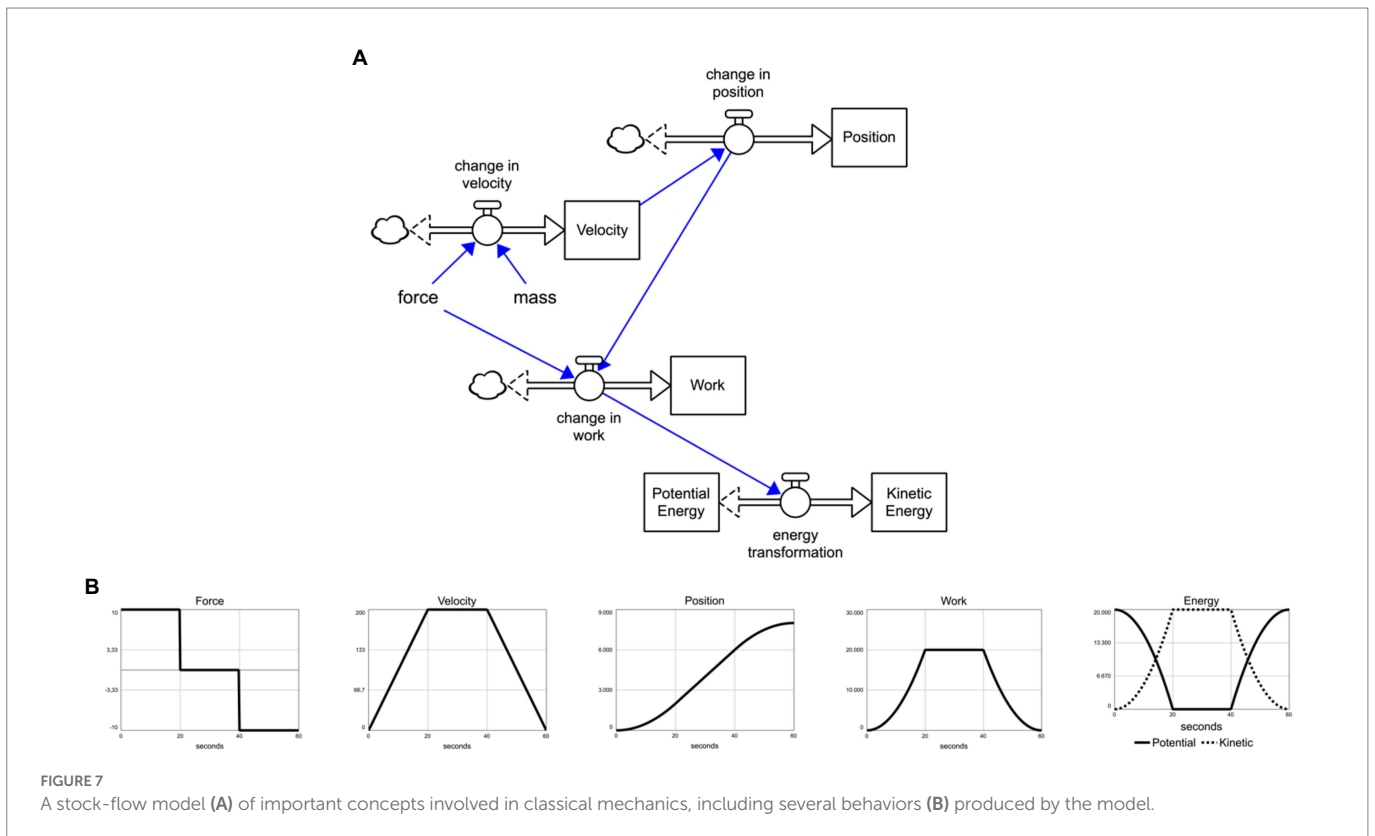 A
change in
position
Position
change in
velocity
Velocity
force
mass
Work
change in
work
Potential
Energy
Kinetic
Energy
energy
transformation
B
Force
10
3,33
-3,33
-10
0
20
40
60
seconds
Velocity
200
133
66,7
0
0
20
40
60
seconds
Position
9.000
6.000
3.000
0
0
20
40
60
seconds
Work
30.000
20.000
10.000
0
0
20
40
60
seconds
Energy
20.000
13.300
6.670
0
0
20
40
60
seconds
Potential Kinetic
FIGURE 7
A stock-flow model (A) of important concepts involved in classical mechanics, including several behaviors (B) produced by the model.